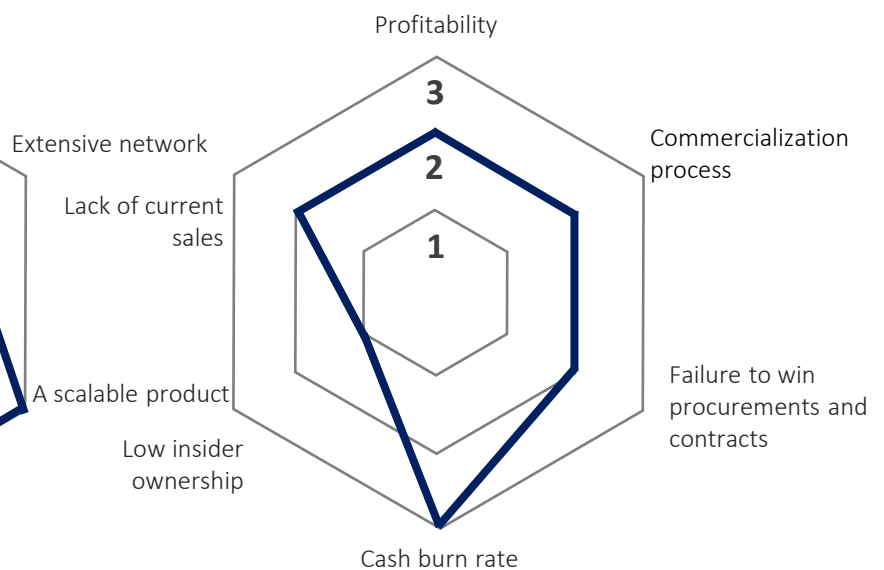 Profitability
3
Commercialization
process
Extensive network
2
Lack of current
sales
1
Failure to win
procurements and
contracts
A scalable product
Low insider
ownership
Cash burn rate